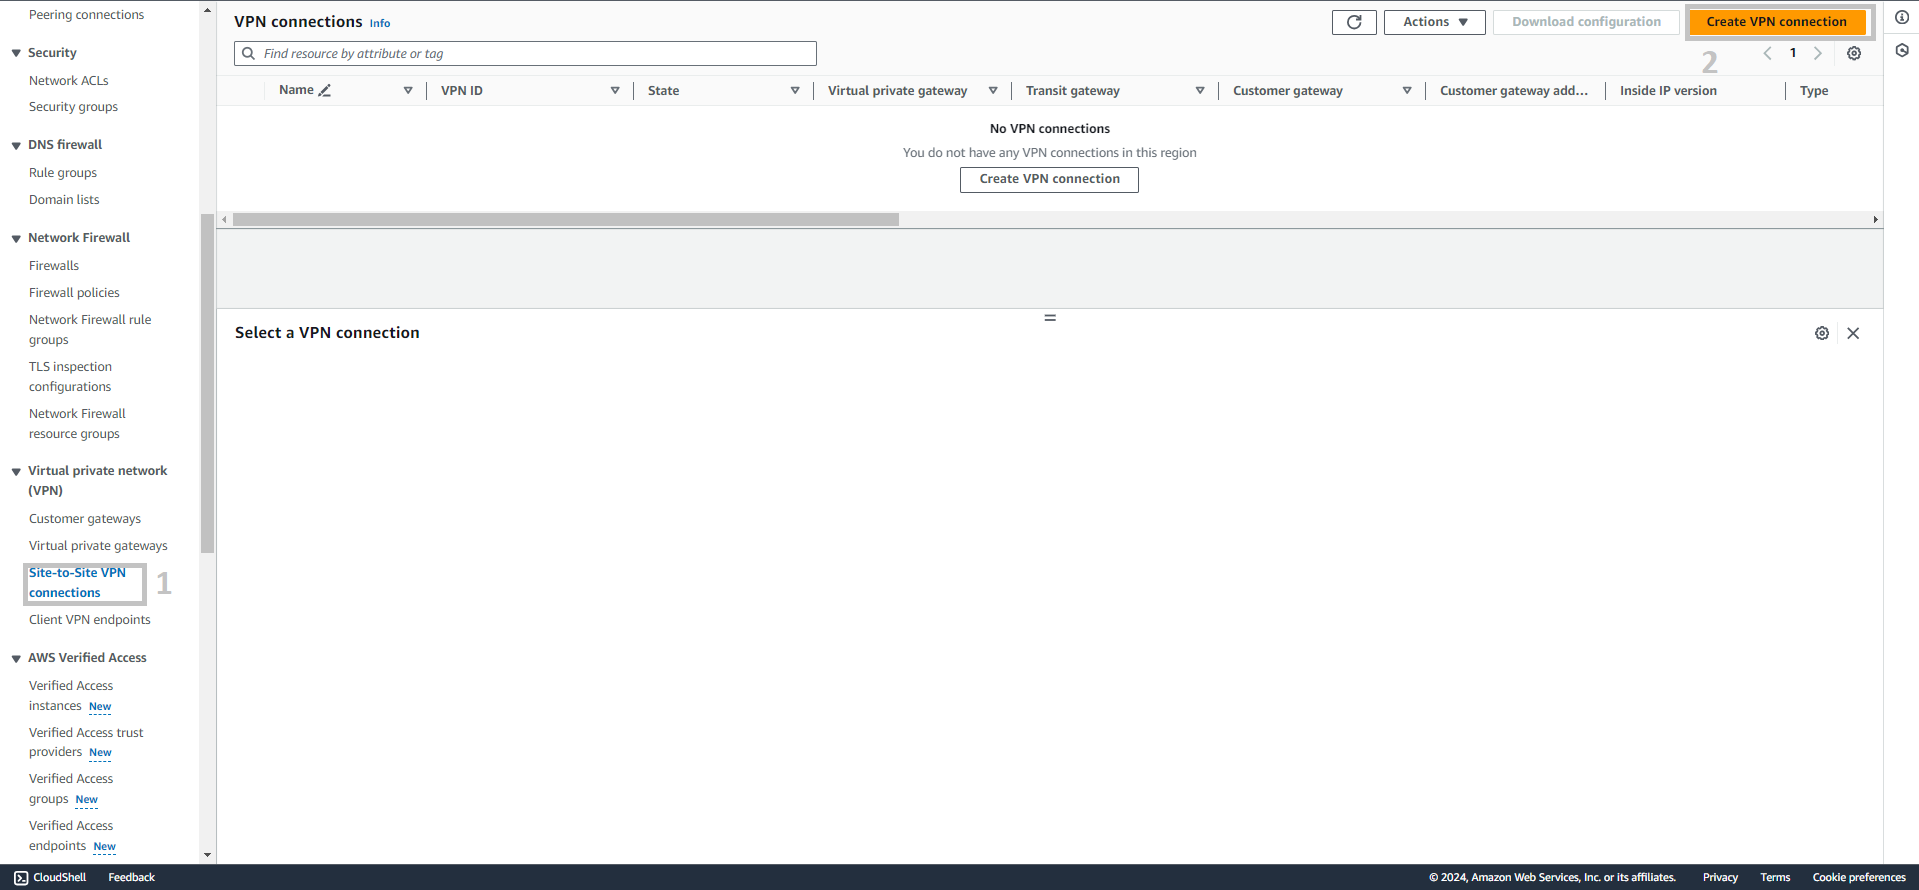 Peering connections
Security
Network ACLs
Security groups
DNS firewall
Rule groups
Domain lists
Network Firewall
Firewalls
Firewall policies
Network Firewall rule
groups
TLS inspection
configurations
Network Firewall
resource groups
Virtual private network
(VPN)
Customer gateways
Virtual private gateways
Site-to-Site VPN
connections
1
Client VPN endpoints
AWS Verified Access
Verified Access
instances New
Verified Access trust
providers New
Verified Access
groups New
Verified Access
endpoints New
VPN connections Info
Actions
Download configuration
Create VPN connection
Find resource by attribute or tag
2
1
Name
VPN ID
State
Virtual private gateway
Transit gateway
Customer gateway
Customer gateway add...
Inside IP version
Type
No VPN connections
You do not have any VPN connections in this region
Create VPN connection
Select a VPN connection
CloudShell
Feedback
© 2024, Amazon Web Services, Inc. or its affiliates.
Privacy
Terms
Cookie preferences